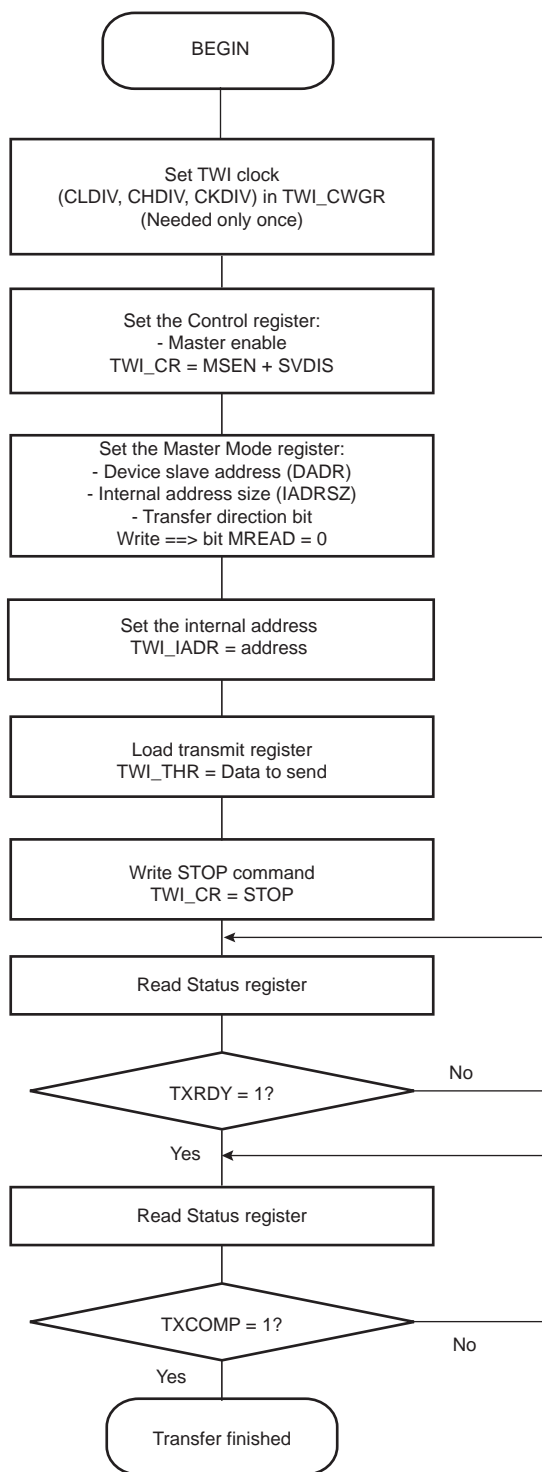 BEGIN
Set TWI clock
(CLDIV, CHDIV, CKDIV) in TWI_CWGR
(Needed only once)
Set the Control register:
- Master enable
TWI_CR = MSEN + SVDIS
Set the Master Mode register:
- Device slave address (DADR)
- Internal address size (IADRSZ)
- Transfer direction bit
Write ==> bit MREAD = 0
Set the internal address
TWI_IADR = address
Load transmit register
TWI_THR = Data to send
Write STOP command
TWI_CR = STOP
Read Status register
TXRDY = 1?
No
Yes
Read Status register
TXCOMP = 1?
No
Yes
Transfer finished